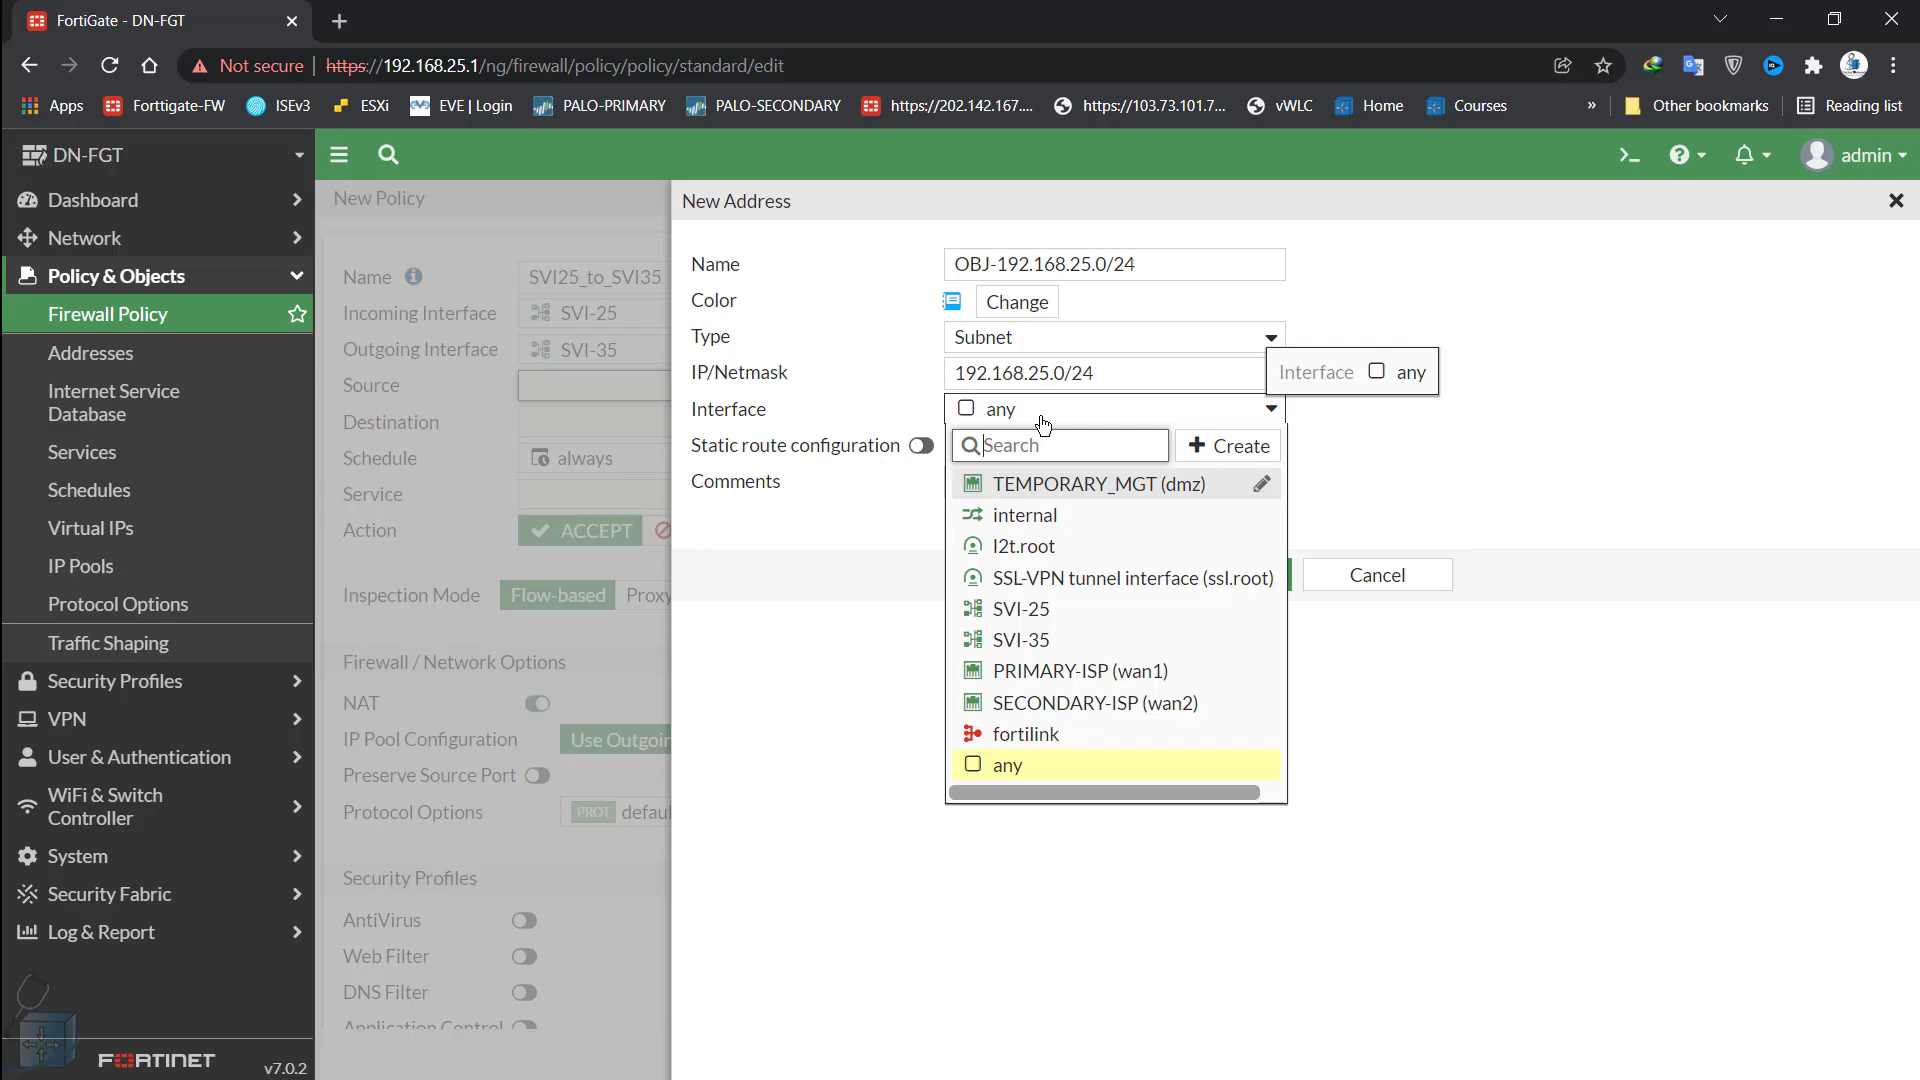 FortiGate - DN-FGT
Not secure | https://192.168.25.1/ng/firewall/policy/policy/standard/edit
Apps Forttigate-FW ISEv3 ESXi EVE | Login PALO-PRIMARY PALO-SECONDARY https://202.142.167.... https://103.73.101.7... vWLC Home Courses » Other bookmarks Reading list
DN-FGT
admin
Dashboard
Network
Policy & Objects
Firewall Policy
Addresses
Internet Service
Database
Services
Schedules
Virtual IPs
IP Pools
Protocol Options
Traffic Shaping
Security Profiles
VPN
User & Authentication
WiFi & Switch
Controller
System
Security Fabric
Log & Report
FORTINET
v7.0.2
New Policy
Name SVI25_to_SVI35
Incoming Interface SVI-25
Outgoing Interface SVI-35
Source
Destination
Schedule always
Service
Action ACCEPT
Inspection Mode Flow-based Proxy
Firewall / Network Options
NAT
IP Pool Configuration Use Outgoin
Preserve Source Port
Protocol Options PROT defaul
Security Profiles
AntiVirus
Web Filter
DNS Filter
Application Control
New Address
Name OBJ-192.168.25.0/24
Color Change
Type Subnet
IP/Netmask 192.168.25.0/24
Interface any
Interface any
Static route configuration
Search
Create
Comments
TEMPORARY_MGT (dmz)
internal
l2t.root
SSL-VPN tunnel interface (ssl.root)
SVI-25
SVI-35
PRIMARY-ISP (wan1)
SECONDARY-ISP (wan2)
fortilink
any
Cancel